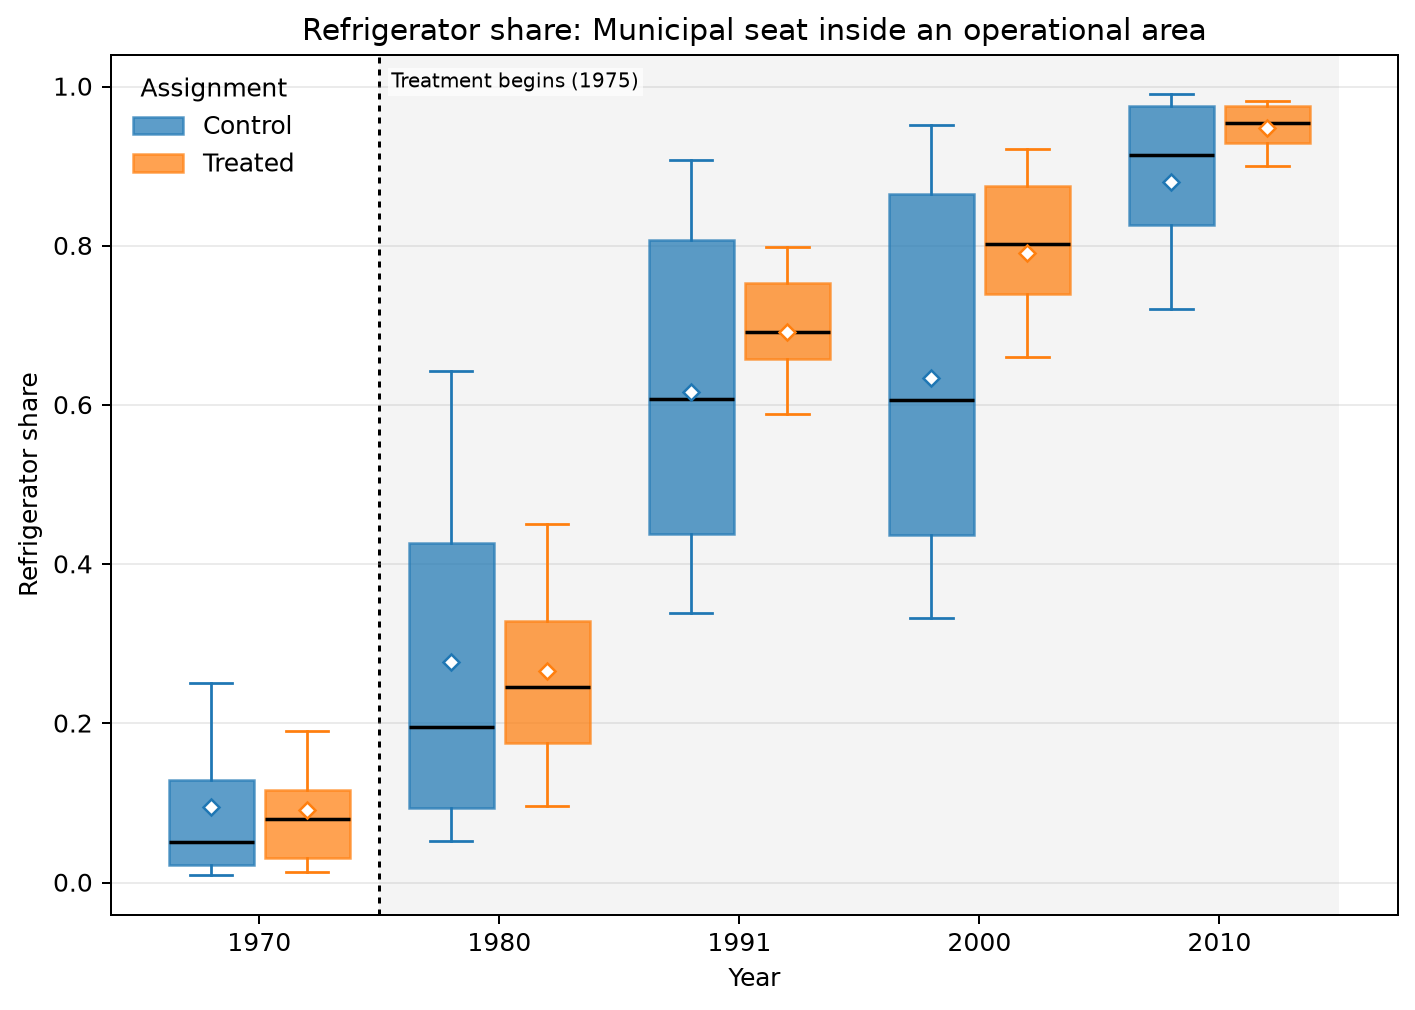 Refrigerator share: Municipal seat inside an operational area
Treatment begins (1975)
Assignment
Control
Treated
1.0
0.8
0.6
0.4
0.2
0.0
Refrigerator share
1970 1980 1991 2000 2010
Year